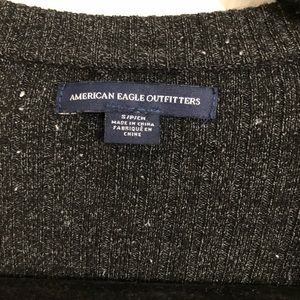 AMERICAN EAGLE OUTFITTERS
S/P/CH
MADE IN CHINA
FABRIQUÉ EN
CHINE